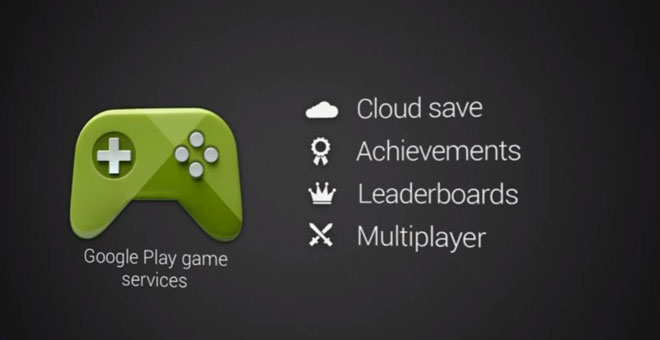 Cloud save
Achievements
Leaderboards
Multiplayer
Google Play game
services